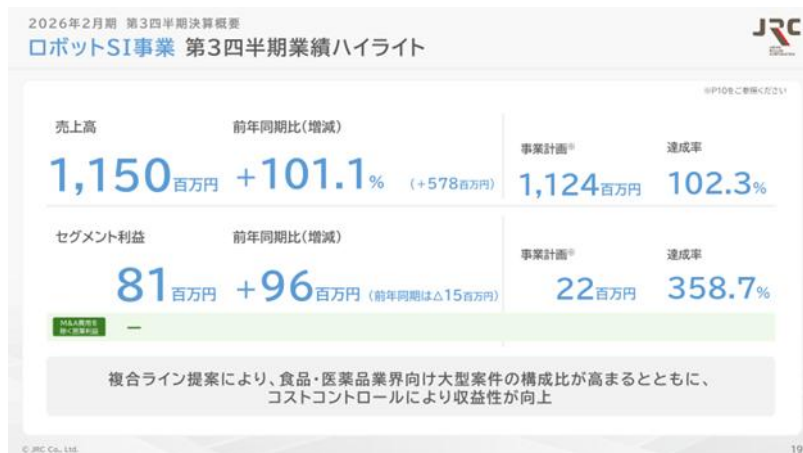 2026年2月期 第3四半期決算概要
ロボットSI事業 第3四半期業績ハイライト
JRC
※P10をご参照ください
売上高 前年同期比(増減) 事業計画※ 達成率
1,150百万円 +101.1% (+578百万円) 1,124百万円 102.3%
セグメント利益 前年同期比(増減) 事業計画※ 達成率
81百万円 +96百万円 (前年同期は△15百万円) 22百万円 358.7%
M&A費用を
除く営業利益
—
複合ライン提案により、食品・医薬品業界向け大型案件の構成比が高まるとともに、
コストコントロールにより収益性が向上
© JRC Co., Ltd. 19